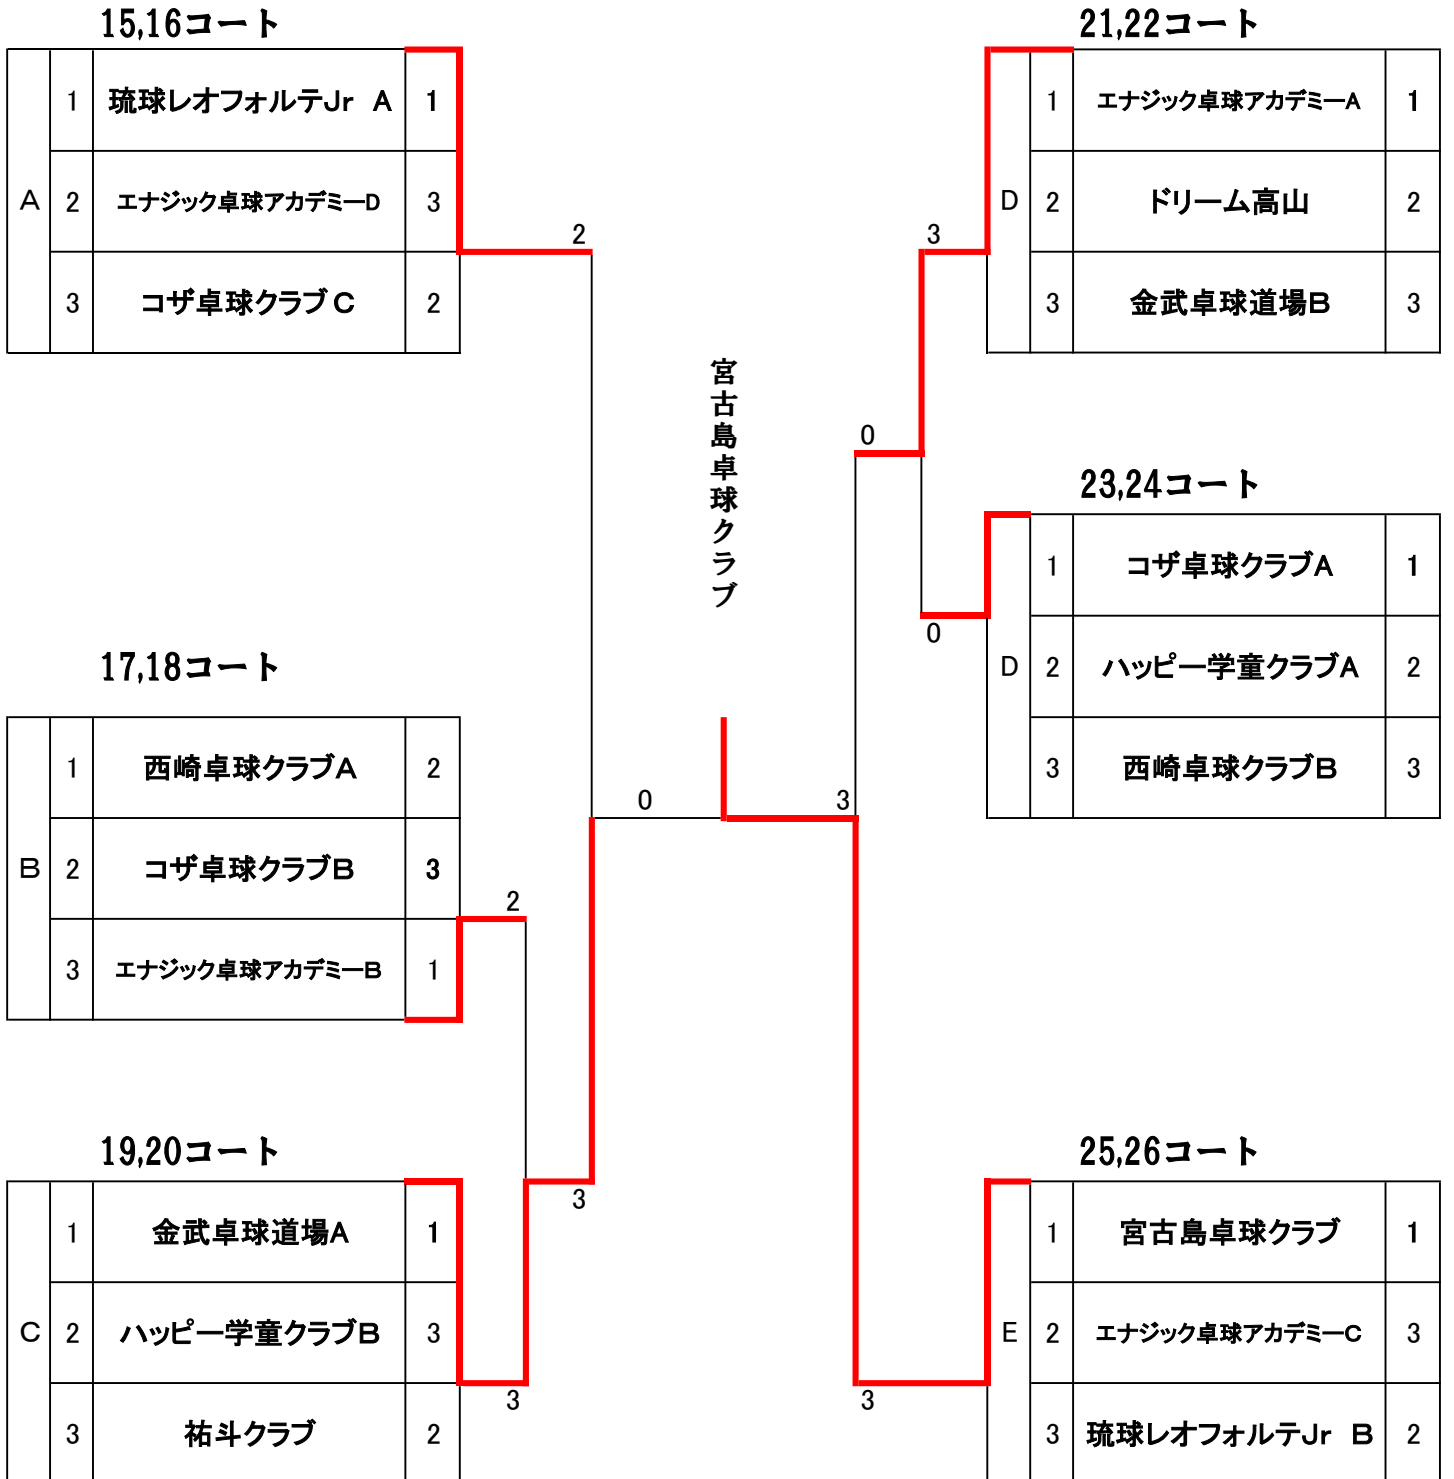 15,16コート
A
1 琉球レオフォルテJr A 1
2 エナジック卓球アカデミーD 3
3 コザ卓球クラブC 2
2
17,18コート
B
1 西崎卓球クラブA 2
2 コザ卓球クラブB 3
3 エナジック卓球アカデミーB 1
2
19,20コート
C
1 金武卓球道場A 1
2 ハッピー学童クラブB 3
3 祐斗クラブ 2
3
3
0
宮古島卓球クラブ
3
21,22コート
D
1 エナジック卓球アカデミーA 1
2 ドリーム高山 2
3 金武卓球道場B 3
3
0
23,24コート
D
1 コザ卓球クラブA 1
2 ハッピー学童クラブA 2
3 西崎卓球クラブB 3
0
25,26コート
E
1 宮古島卓球クラブ 1
2 エナジック卓球アカデミーC 3
3 琉球レオフォルテJr B 2
3